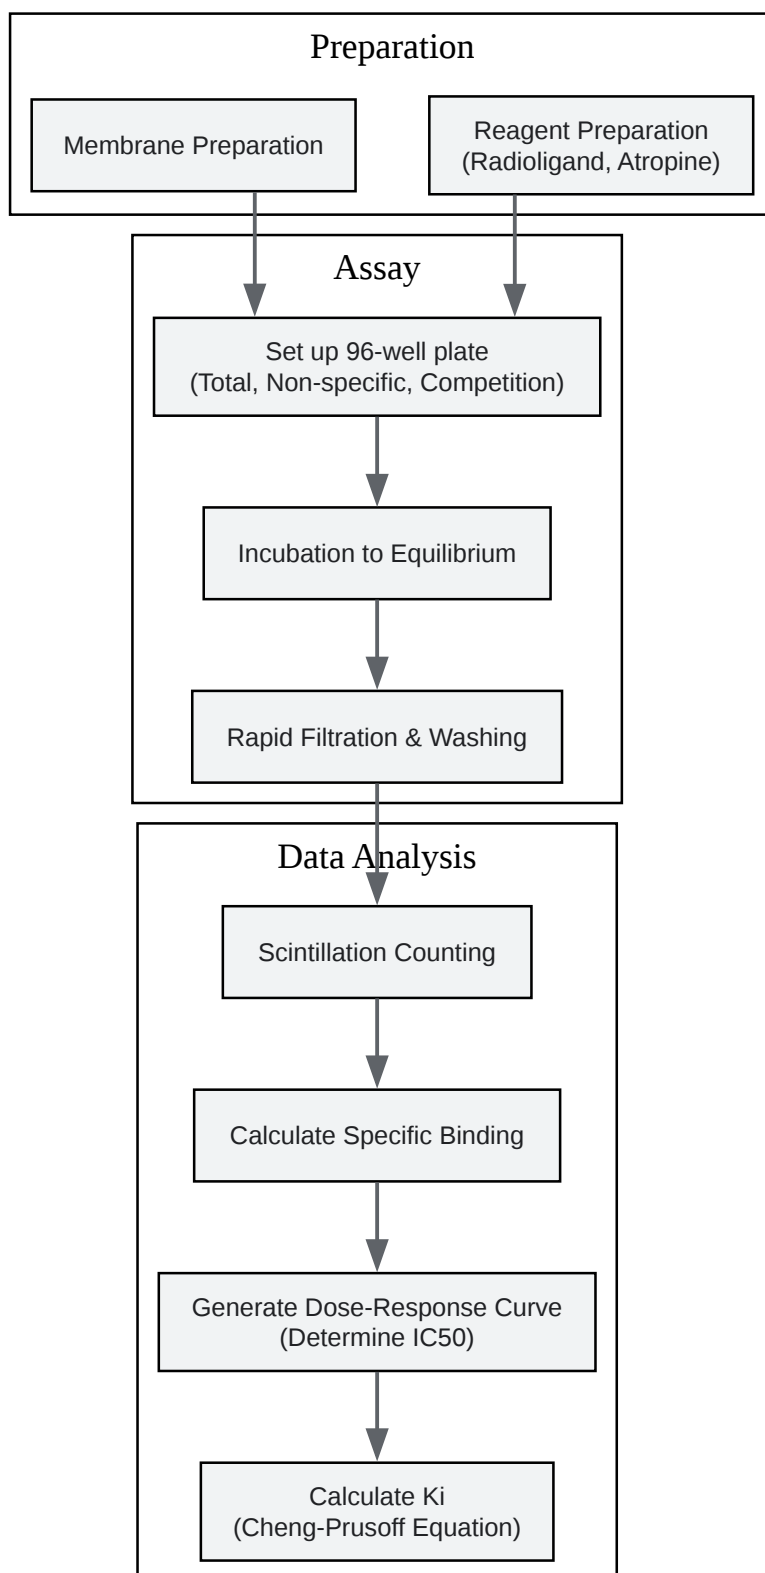 Preparation
Membrane Preparation
Reagent Preparation
(Radioligand, Atropine)
Assay
Set up 96-well plate
(Total, Non-specific, Competition)
Incubation to Equilibrium
Rapid Filtration & Washing
Data Analysis
Scintillation Counting
Calculate Specific Binding
Generate Dose-Response Curve
(Determine IC50)
Calculate Ki
(Cheng-Prusoff Equation)